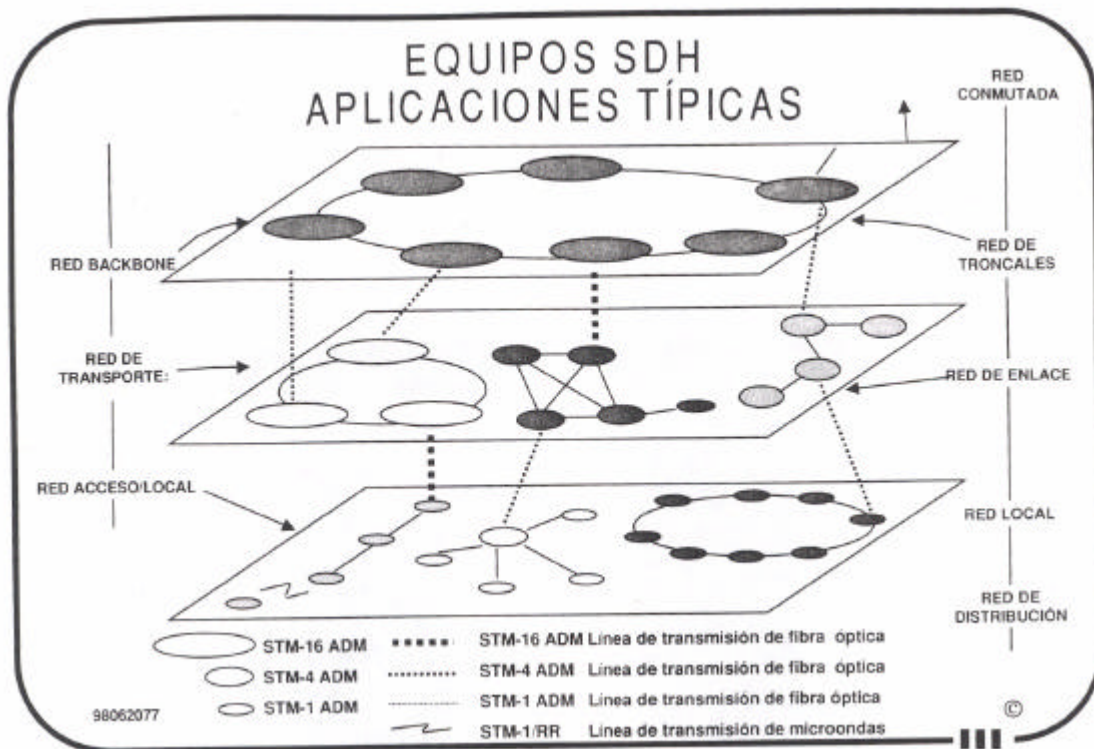 EQUIPOS SDH
APLICACIONES TÍPICAS
RED
CONMUTADA
RED BACKBONE
RED DE
TRONCALES
RED DE
TRANSPORTE:
RED DE ENLACE
RED ACCESO/LOCAL
RED LOCAL
RED DE
DISTRIBUCIÓN
STM-16 ADM
STM-16 ADM Línea de transmisión de fibra óptica
STM-4 ADM
STM-4 ADM Línea de transmisión de fibra óptica
STM-1 ADM
STM-1 ADM Línea de transmisión de fibra óptica
STM-1/RR Línea de transmisión de microondas
98062077
©